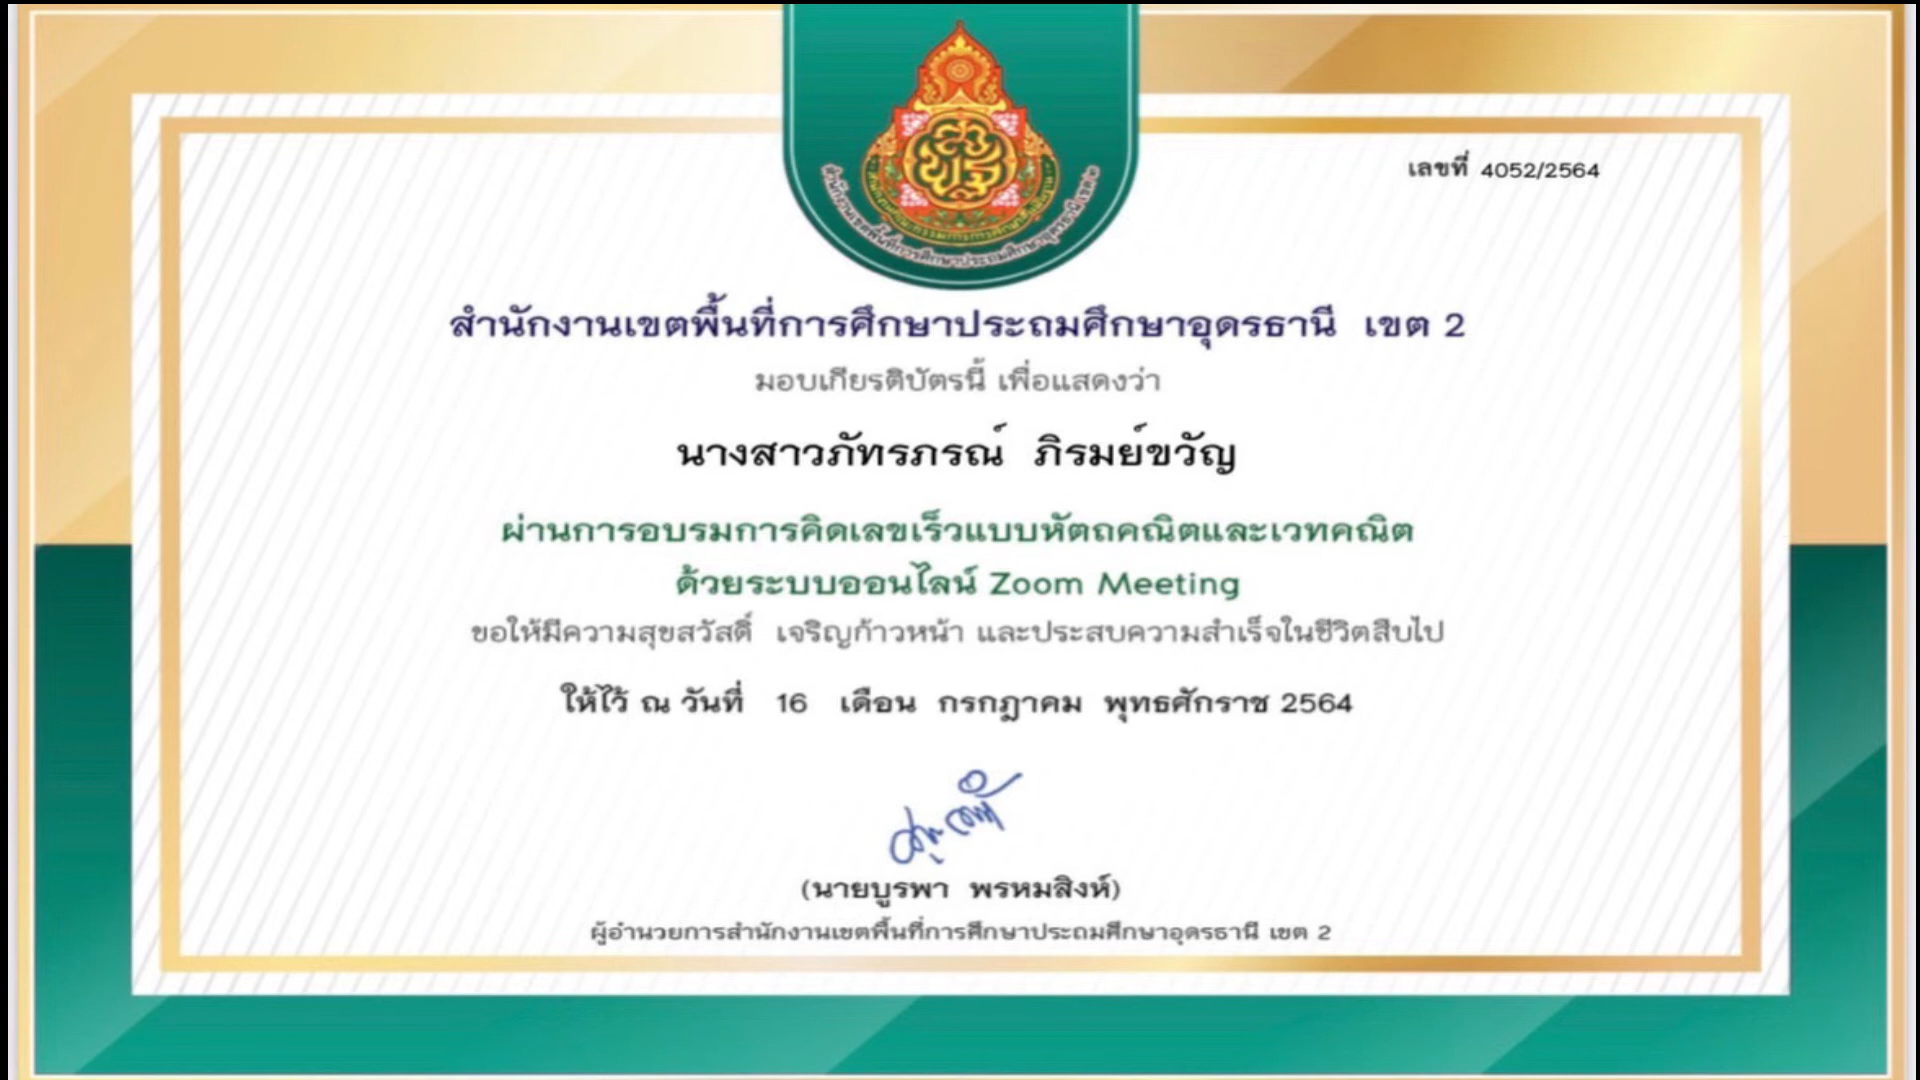 เลขที่ 4052/2564
สำนักงานเขตพื้นที่การศึกษาประถมศึกษาอุดรธานี เขต 2
มอบเกียรติบัตรนี้ เพื่อแสดงว่า
นางสาวภัทรภรณ์ ภิรมย์ขวัญ
ผ่านการอบรมการคิดเลขเร็วแบบหัตถคณิตและเวทคณิต
ด้วยระบบออนไลน์ Zoom Meeting
ขอให้มีความสุขสวัสดิ์ เจริญก้าวหน้า และประสบความสำเร็จในชีวิตสืบไป
ให้ไว้ ณ วันที่ 16 เดือน กรกฎาคม พุทธศักราช 2564
(นายบูรพา พรหมสิงห์)
ผู้อำนวยการสำนักงานเขตพื้นที่การศึกษาประถมศึกษาอุดรธานี เขต 2